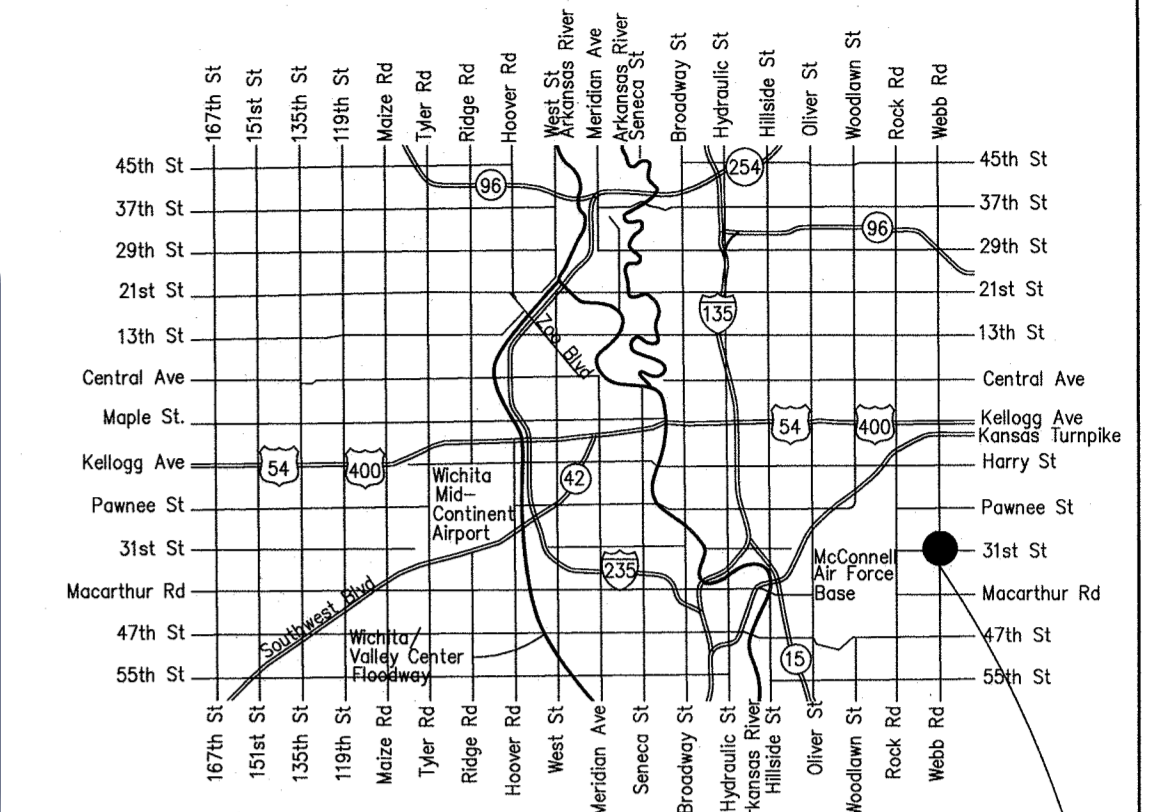 167th St
151st St
135th St
119th St
Maize Rd
Tyler Rd
Ridge Rd
Hoover Rd
West St
Arkansas River
Meridian Ave
Arkansas River
Seneca St
Broadway St
Hydraulic St
Hillside St
Oliver St
Woodlawn St
Rock Rd
Webb Rd
45th St
254
45th St
96
37th St
37th St
96
29th St
29th St
21st St
21st St
135
13th St
13th St
Zoo Blvd
Central Ave
Central Ave
Maple St.
54
400
Kellogg Ave
Kansas Turnpike
Kellogg Ave
54
400
Harry St
Wichita
Mid-
Continent
Airport
42
Pawnee St
Pawnee St
31st St
31st St
235
McConnell
Air Force
Base
Macarthur Rd
Macarthur Rd
Southwest Blvd
47th St
47th St
Wichita/
Valley Center
Floodway
15
55th St
55th St
167th St
151st St
135th St
119th St
Maize Rd
Tyler Rd
Ridge Rd
Hoover Rd
West St
Meridian Ave
Seneca St
Broadway St
Hydraulic St
rkansas River
Hillside St
Oliver St
Woodlawn St
Rock Rd
Webb Rd